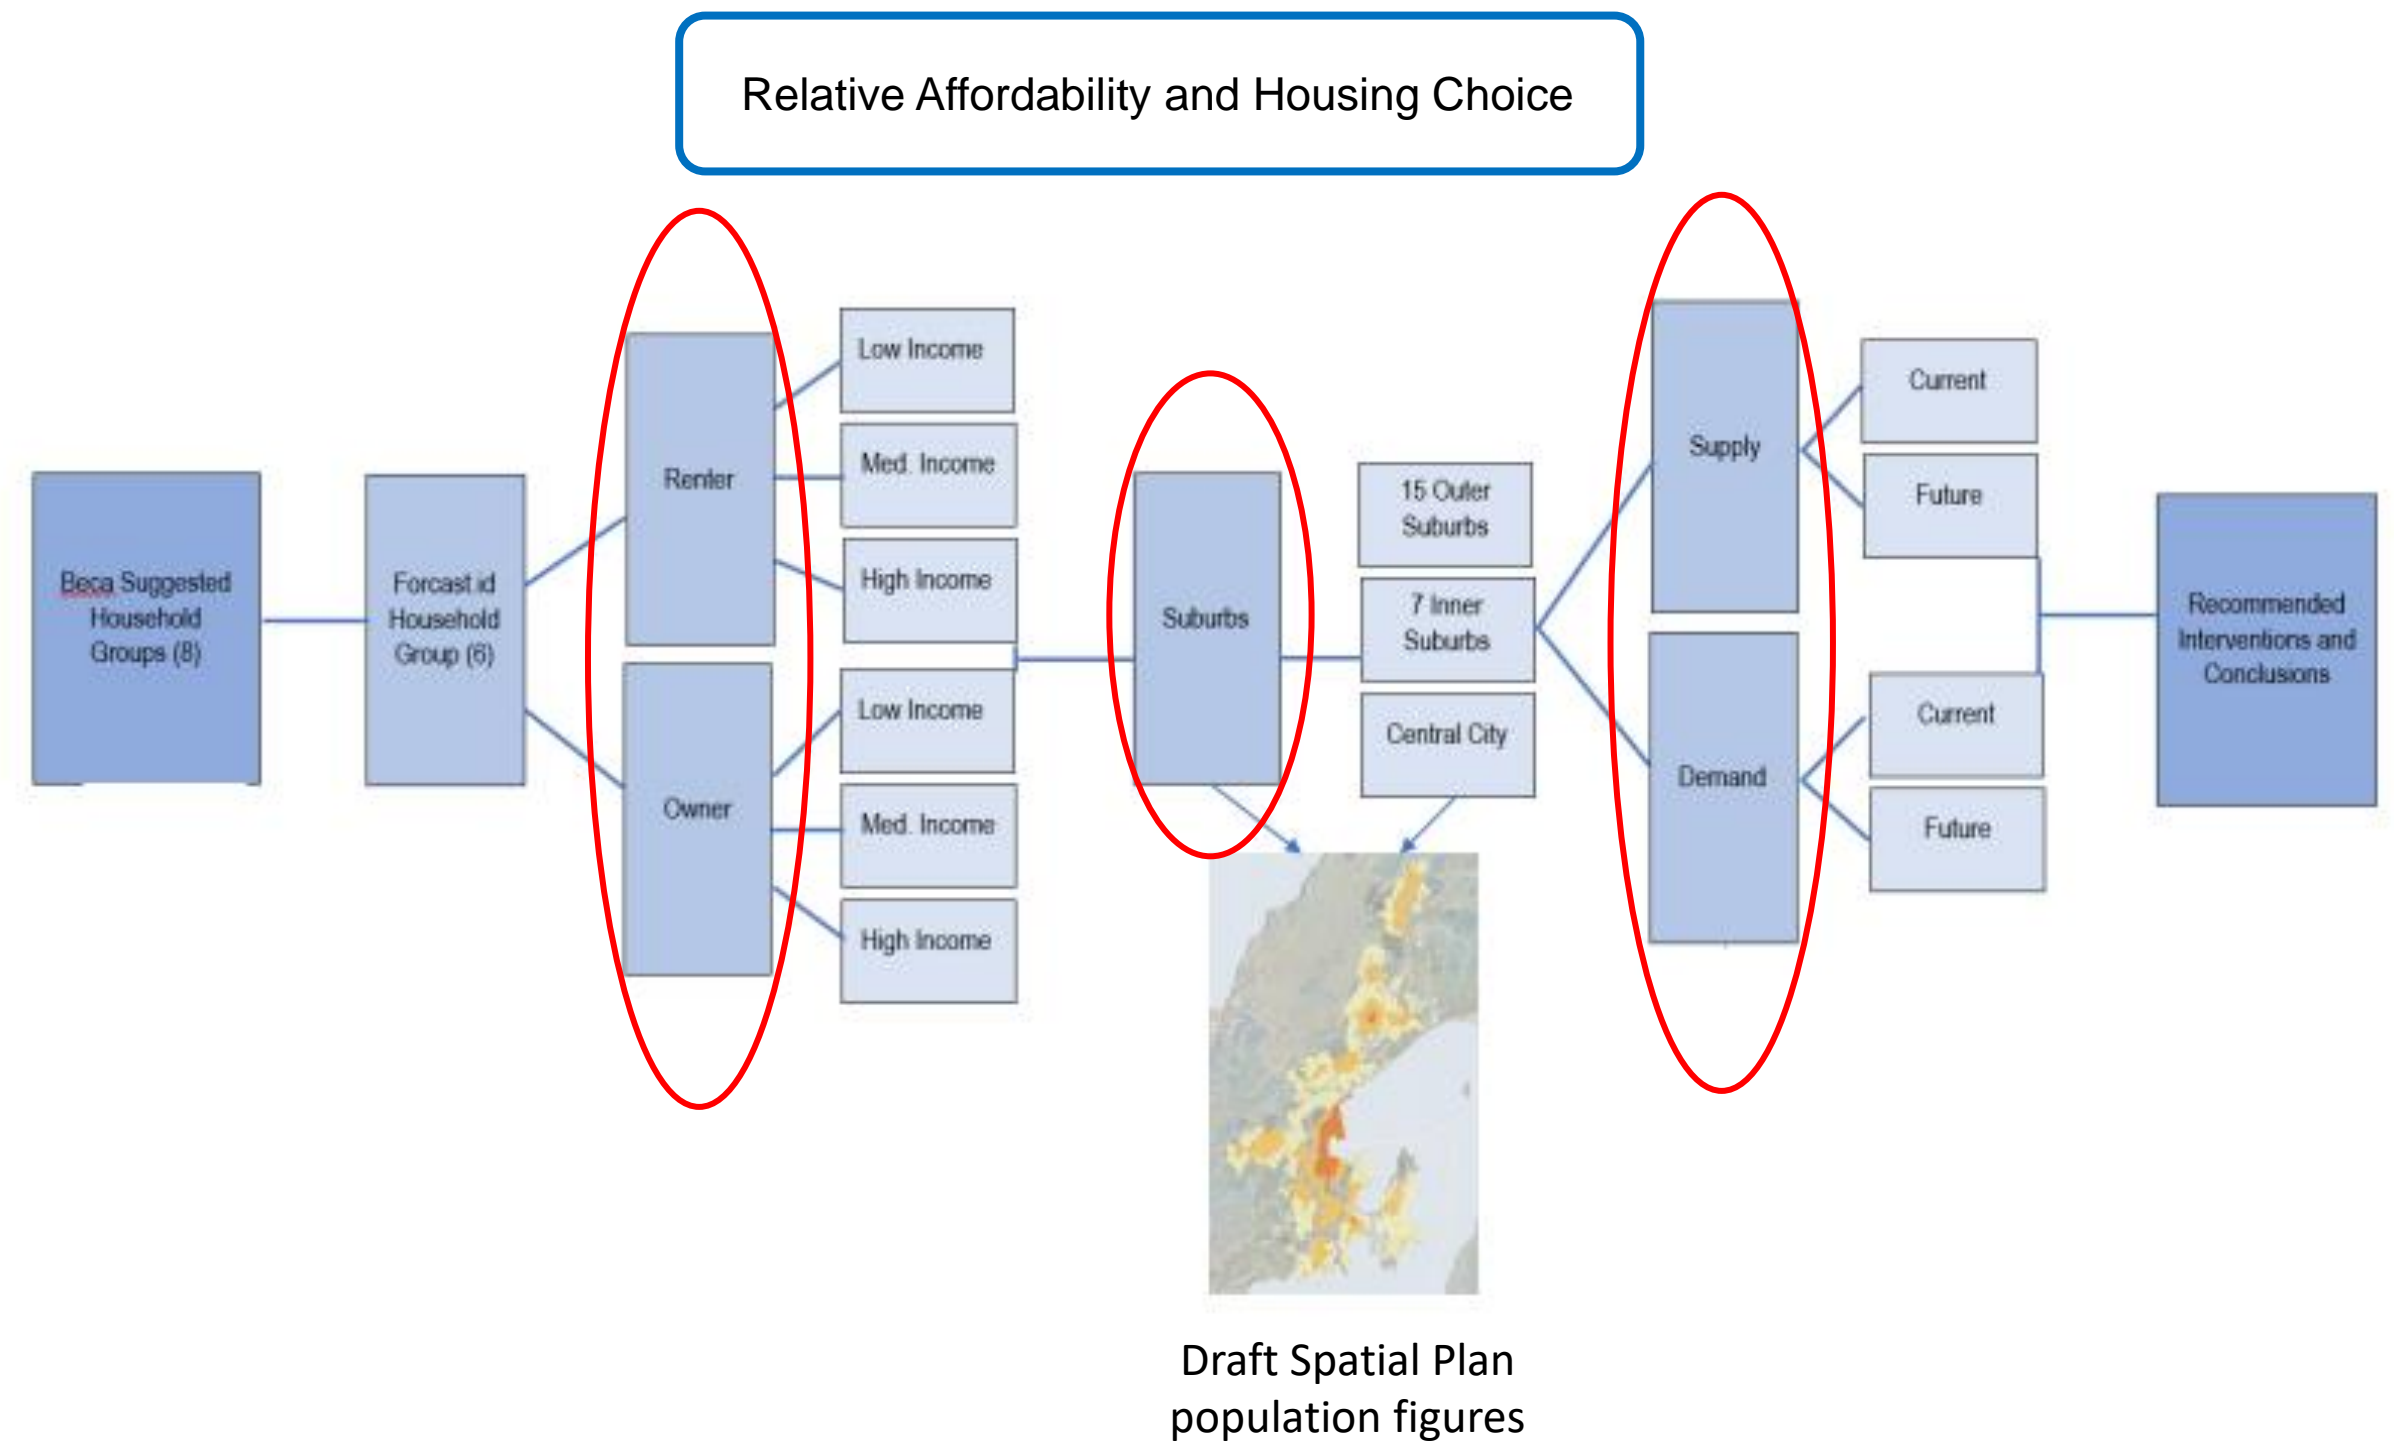 Relative Affordability and Housing Choice
Beca Suggested
Household
Groups (8)
Forcast.id
Household
Group (6)
Renter
Owner
Low Income
Med. Income
High Income
Low Income
Med. Income
High Income
Suburbs
15 Outer
Suburbs
7 Inner
Suburbs
Central City
Supply
Demand
Current
Future
Current
Future
Recommended
Interventions and
Conclusions
Draft Spatial Plan
population figures